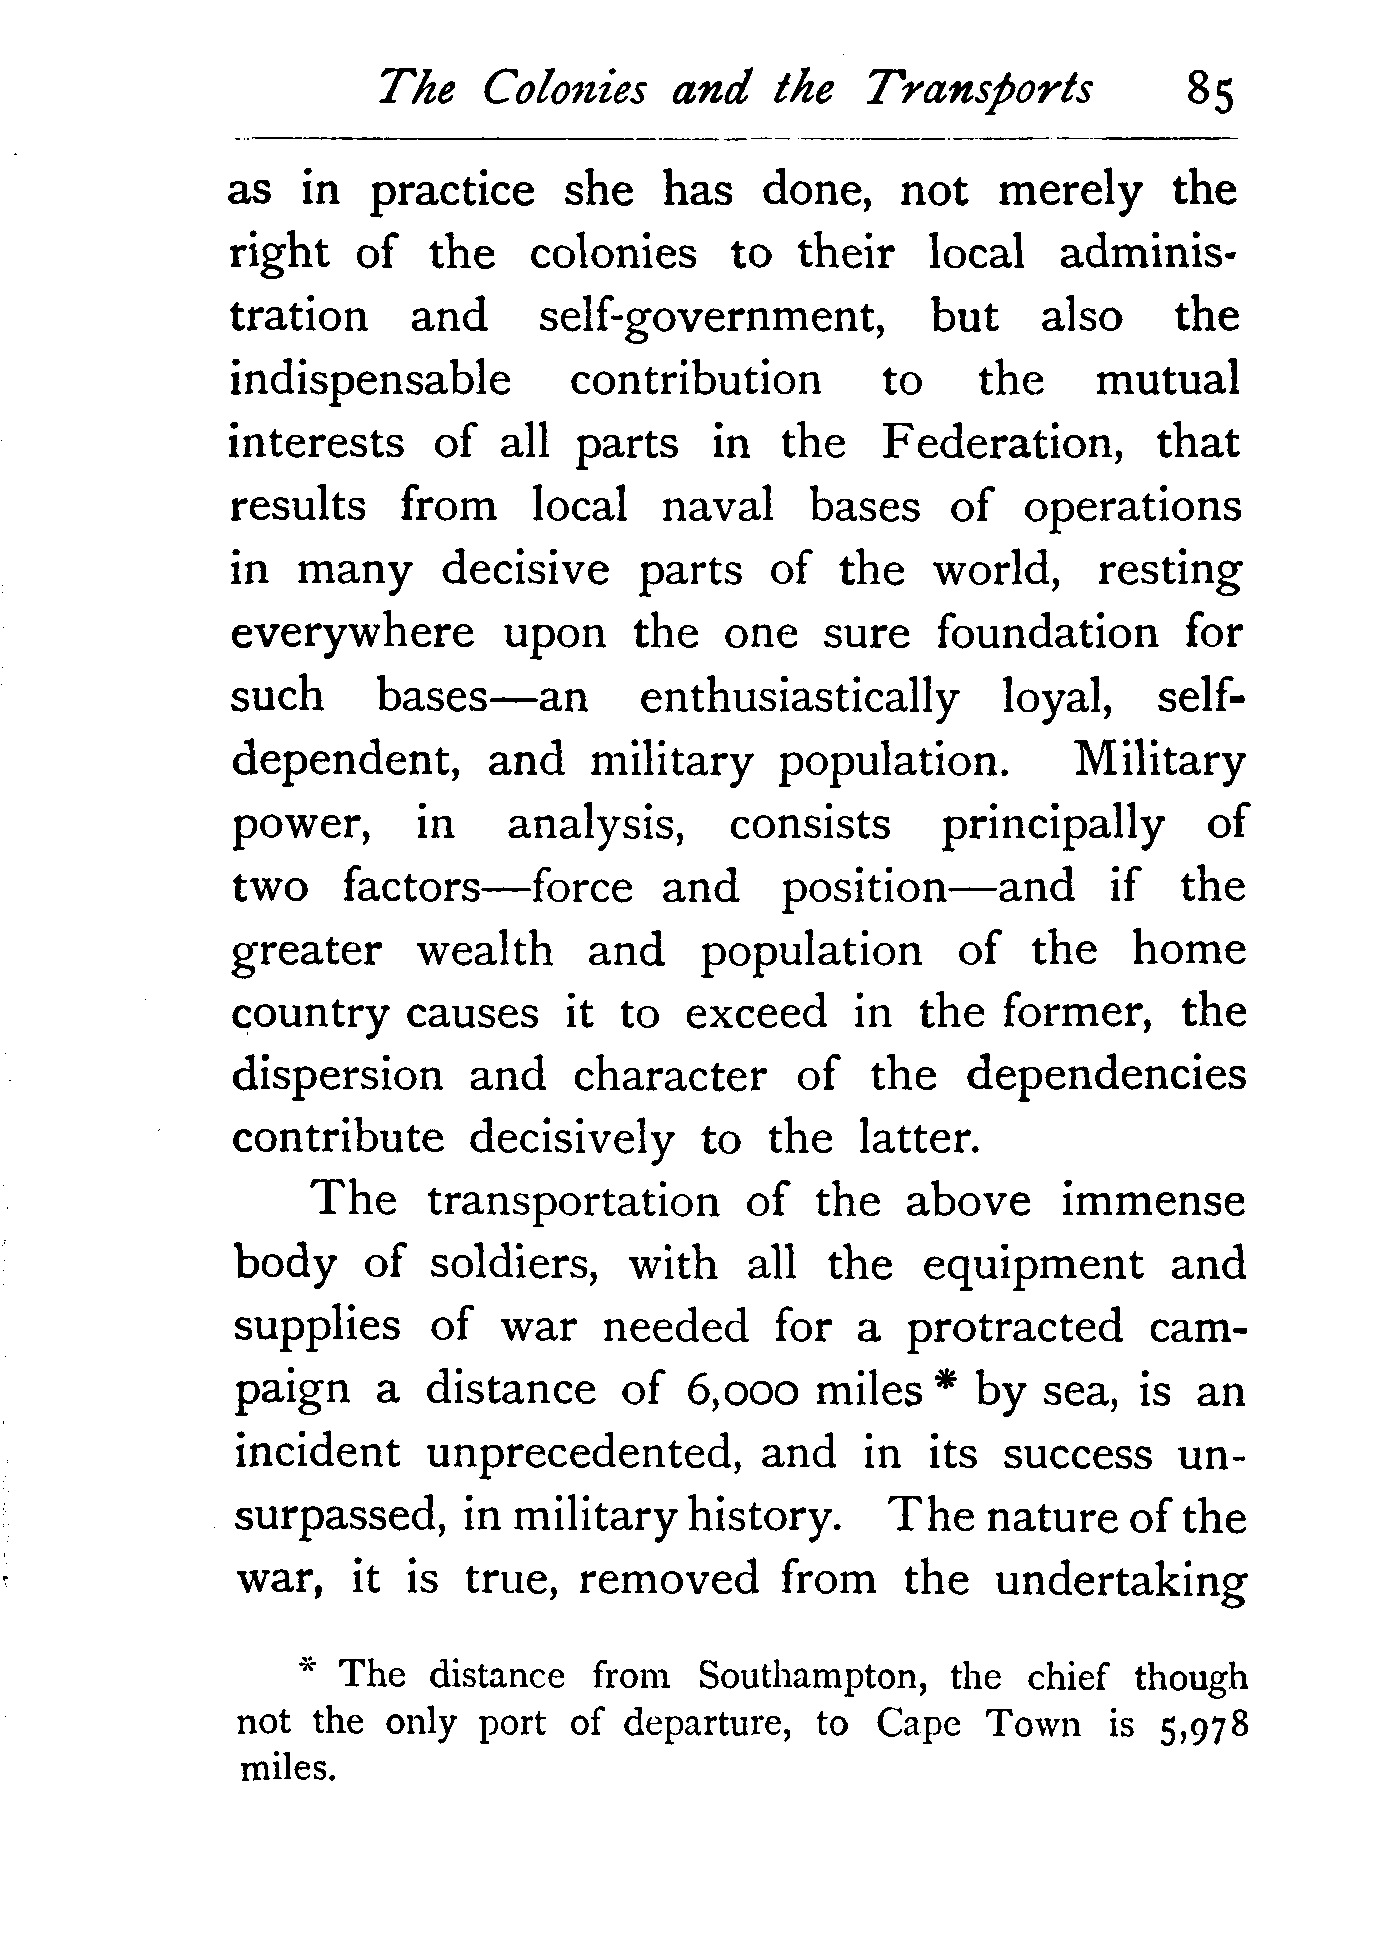 The Colonies and the Transports 85
as in practice she has done, not merely the
right of the colonies to their local adminis-
tration and self-government, but also the
indispensable contribution to the mutual
interests of all parts in the Federation, that
results from local naval bases of operations
in many decisive parts of the world, resting
everywhere upon the one sure foundation for
such bases—an enthusiastically loyal, self-
dependent, and military population. Military
power, in analysis, consists principally of
two factors—force and position—and if the
greater wealth and population of the home
country causes it to exceed in the former, the
dispersion and character of the dependencies
contribute decisively to the latter.
The transportation of the above immense
body of soldiers, with all the equipment and
supplies of war needed for a protracted cam-
paign a distance of 6,000 miles * by sea, is an
incident unprecedented, and in its success un-
surpassed, in military history. The nature of the
war, it is true, removed from the undertaking
* The distance from Southampton, the chief though
not the only port of departure, to Cape Town is 5,978
miles.